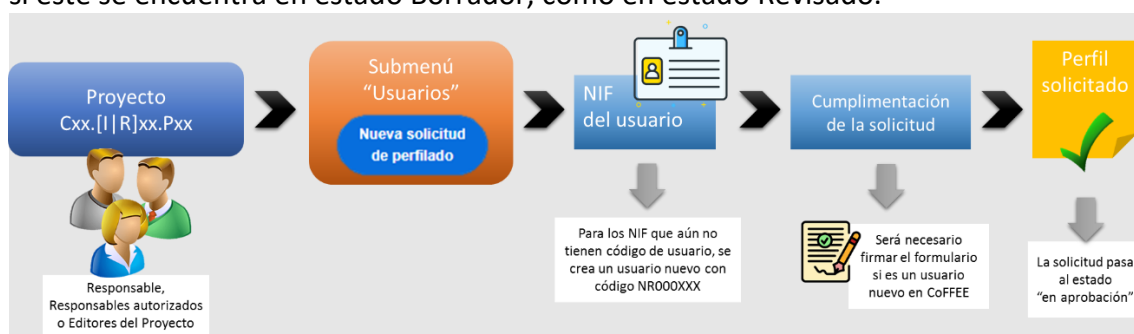 si este se encuentra en estado Borrador, como en estado Revisado.
Proyecto
Cxx.[I|R]xx.Pxx
Responsable,
Responsables autorizados
o Editores del Proyecto
Submenú
“Usuarios”
Nueva solicitud
de perfilado
NIF
del usuario
Para los NIF que aún no
tienen código de usuario, se
crea un usuario nuevo con
código NR000XXX
Cumplimentación
de la solicitud
Será necesario
firmar el formulario
si es un usuario
nuevo en CoFFEE
Perfil
solicitado
La solicitud pasa
al estado
“en aprobación”